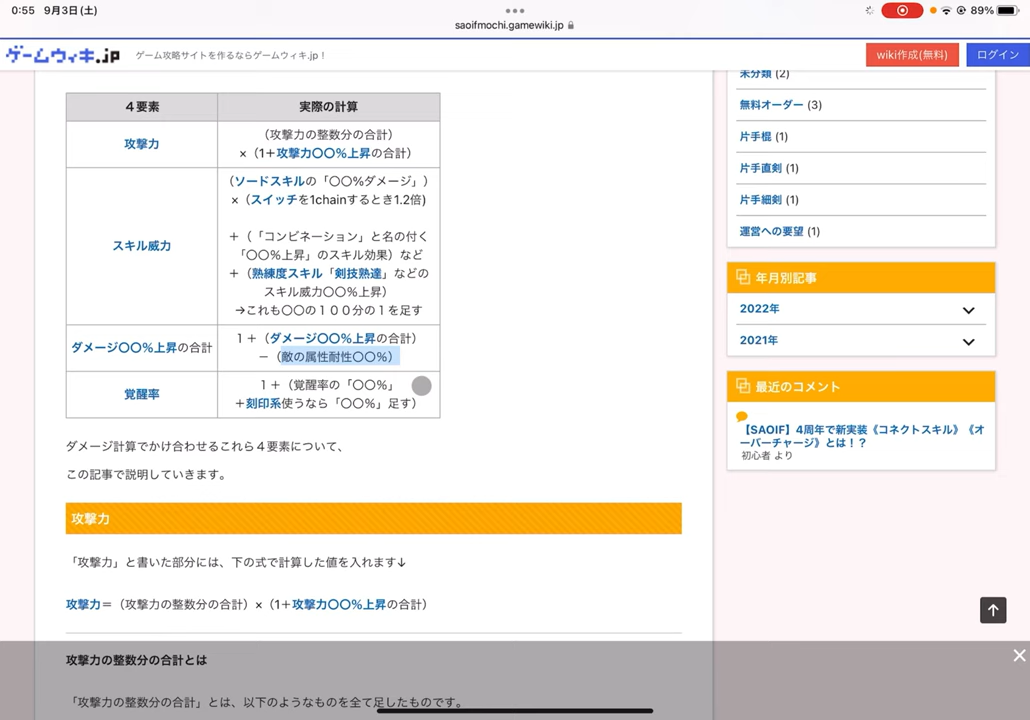 0:55 9月3日(土)
89%
saoifmochi.gamewiki.jp
ゲームウィキ.jp
ゲーム攻略サイトを作るならゲームウィキ.jp！
wiki作成(無料)
ログイン
4要素
実際の計算
攻撃力
（攻撃力の整数分の合計）
×（1＋攻撃力〇〇％上昇の合計）
スキル威力
（ソードスキルの「〇〇％ダメージ」）
×（スイッチを1chainするとき1.2倍)
＋（「コンビネーション」と名の付く
「〇〇％上昇」のスキル効果）など
＋（熟練度スキル「剣技熟達」などの
スキル威力〇〇％上昇）
→これも〇〇の１００分の１を足す
ダメージ〇〇％上昇の合計
１＋（ダメージ〇〇％上昇の合計）
－（敵の属性耐性〇〇％）
覚醒率
１＋（覚醒率の「〇〇％」
＋刻印系使うなら「〇〇％」足す）
ダメージ計算でかけ合わせるこれら４要素について、
この記事で説明していきます。
攻撃力
「攻撃力」と書いた部分には、下の式で計算した値を入れます↓
攻撃力＝（攻撃力の整数分の合計）×（1＋攻撃力〇〇％上昇の合計）
攻撃力の整数分の合計とは
「攻撃力の整数分の合計」とは、以下のようなものを全て足したものです。
未分類 (2)
無料オーダー (3)
片手棍 (1)
片手直剣 (1)
片手細剣 (1)
運営への要望 (1)
年月別記事
2022年
2021年
最近のコメント
【SAOIF】4周年で新実装《コネクトスキル》《オ
ーバーチャージ》とは！？
初心者 より